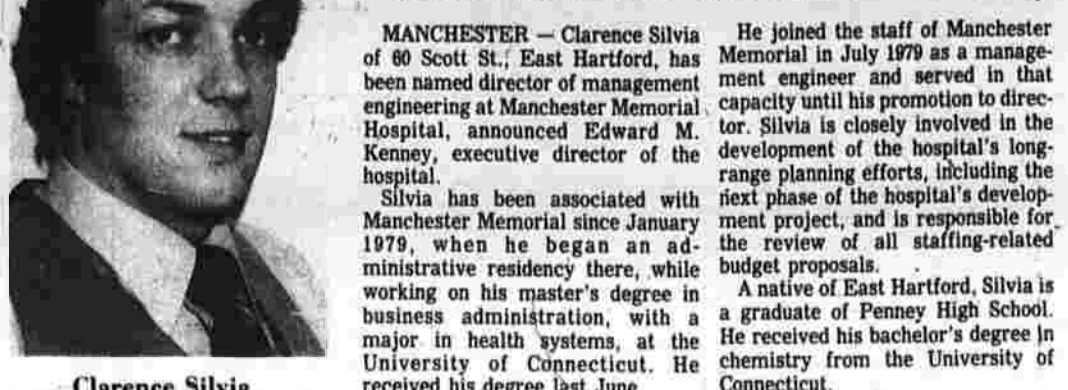 MANCHESTER — Clarence Silvia
of 60 Scott St., East Hartford, has
been named director of management
engineering at Manchester Memorial
Hospital, announced Edward M.
Kenney, executive director of the
hospital.
Silvia has been associated with
Manchester Memorial since January
1979, when he began an ad-
ministrative residency there, while
working on his master's degree in
business administration, with a
major in health systems, at the
University of Connecticut. He
received his degree last June.
He joined the staff of Manchester
Memorial in July 1979 as a manage-
ment engineer and served in that
capacity until his promotion to direc-
tor. Silvia is closely involved in the
development of the hospital's long-
range planning efforts, including the
next phase of the hospital's develop-
ment project, and is responsible for
the review of all staffing-related
budget proposals.
A native of East Hartford, Silvia is
a graduate of Penney High School.
He received his bachelor's degree in
chemistry from the University of
Connecticut.
Clarence Silvia